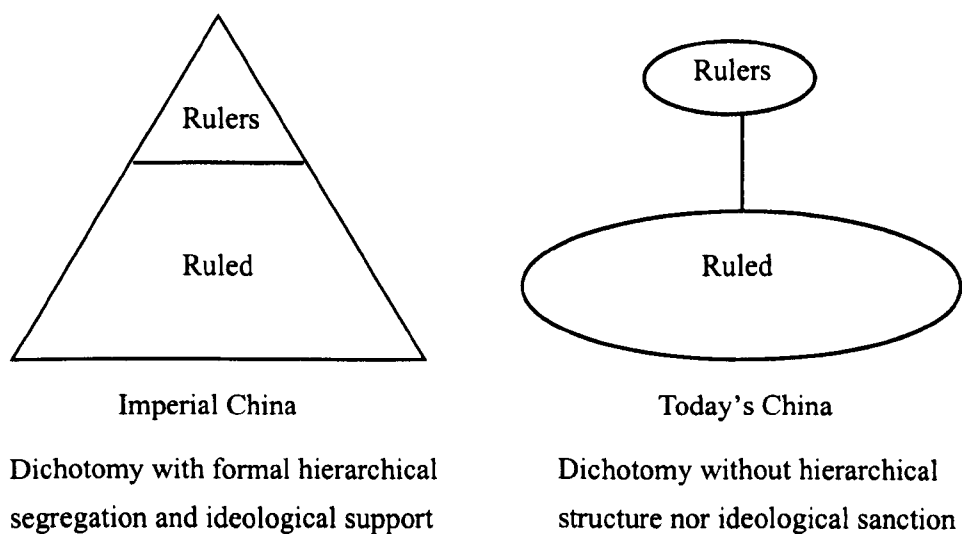 Rulers
Ruled
Imperial China
Dichotomy with formal hierarchical
segregation and ideological support
Rulers
Ruled
Today's China
Dichotomy without hierarchical
structure nor ideological sanction